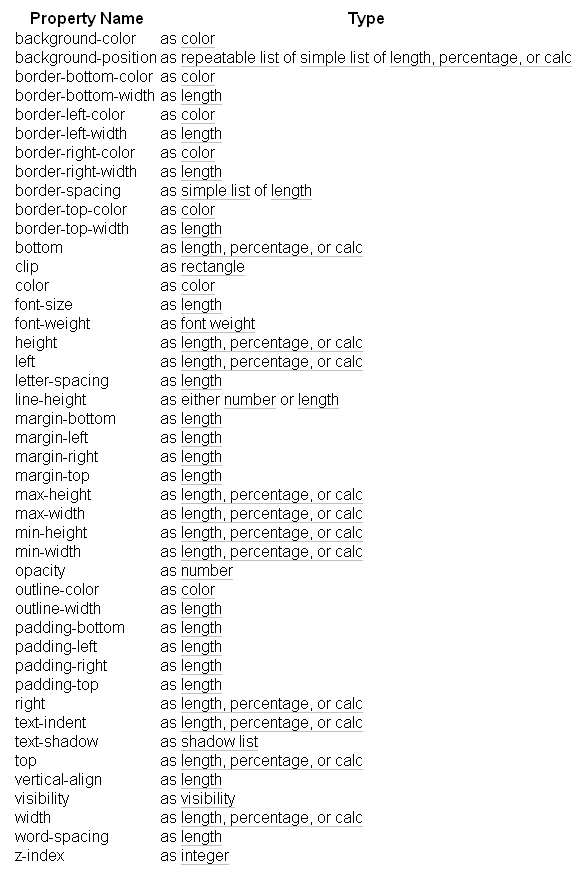 Property Name Type
background-color as color
background-position as repeatable list of simple list of length, percentage, or calc
border-bottom-color as color
border-bottom-width as length
border-left-color as color
border-left-width as length
border-right-color as color
border-right-width as length
border-spacing as simple list of length
border-top-color as color
border-top-width as length
bottom as length, percentage, or calc
clip as rectangle
color as color
font-size as length
font-weight as font weight
height as length, percentage, or calc
left as length, percentage, or calc
letter-spacing as length
line-height as either number or length
margin-bottom as length
margin-left as length
margin-right as length
margin-top as length
max-height as length, percentage, or calc
max-width as length, percentage, or calc
min-height as length, percentage, or calc
min-width as length, percentage, or calc
opacity as number
outline-color as color
outline-width as length
padding-bottom as length
padding-left as length
padding-right as length
padding-top as length
right as length, percentage, or calc
text-indent as length, percentage, or calc
text-shadow as shadow list
top as length, percentage, or calc
vertical-align as length
visibility as visibility
width as length, percentage, or calc
word-spacing as length
z-index as integer